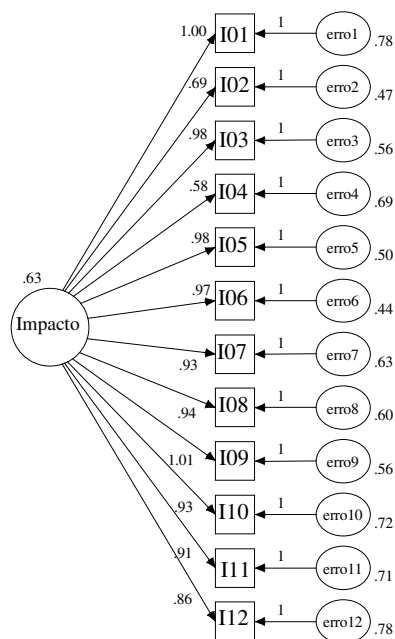 1.00 I01 1 erro1 .78
.69 I02 1 erro2 .47
.98 I03 1 erro3 .56
.58 I04 1 erro4 .69
.98 I05 1 erro5 .50
.63
Impacto
.97 I06 1 erro6 .44
.93 I07 1 erro7 .63
.94 I08 1 erro8 .60
1.01 I09 1 erro9 .56
.93 I10 1 erro10 .72
.91 I11 1 erro11 .71
.86 I12 1 erro12 .78